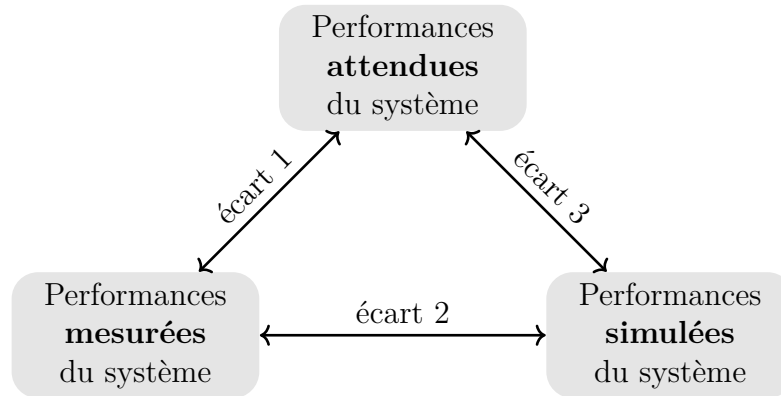 Performances
attendues
du système
écart 1
écart 3
Performances
mesurées
du système
écart 2
Performances
simulées
du système